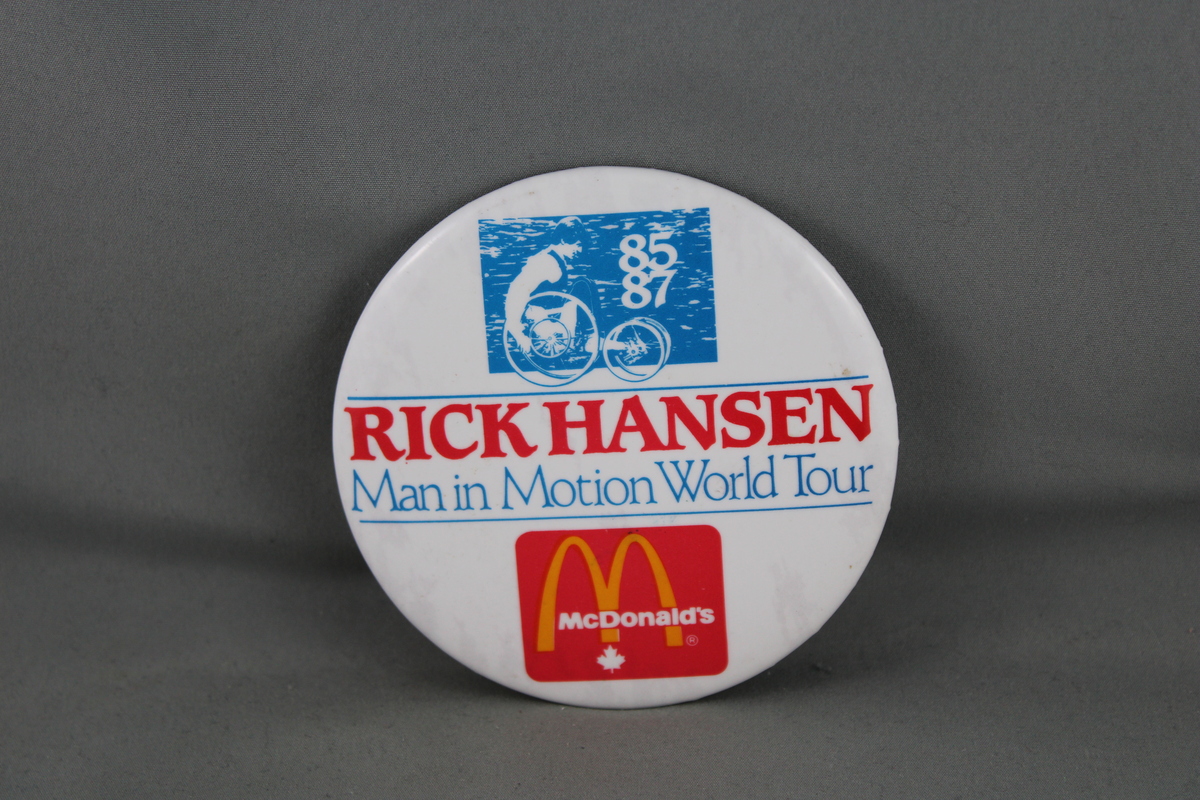 '85
87
RICK HANSEN
Man in Motion World Tour
McDonald's
®